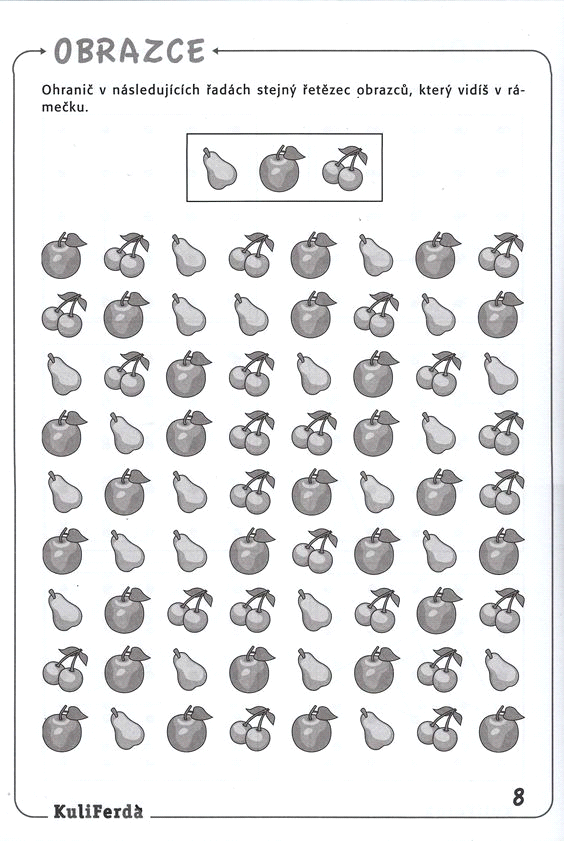 OBRAZCE
Ohranič v následujících řadách stejný řetězec obrazců, který vidíš v rá-
mečku.
8
KuliFerda